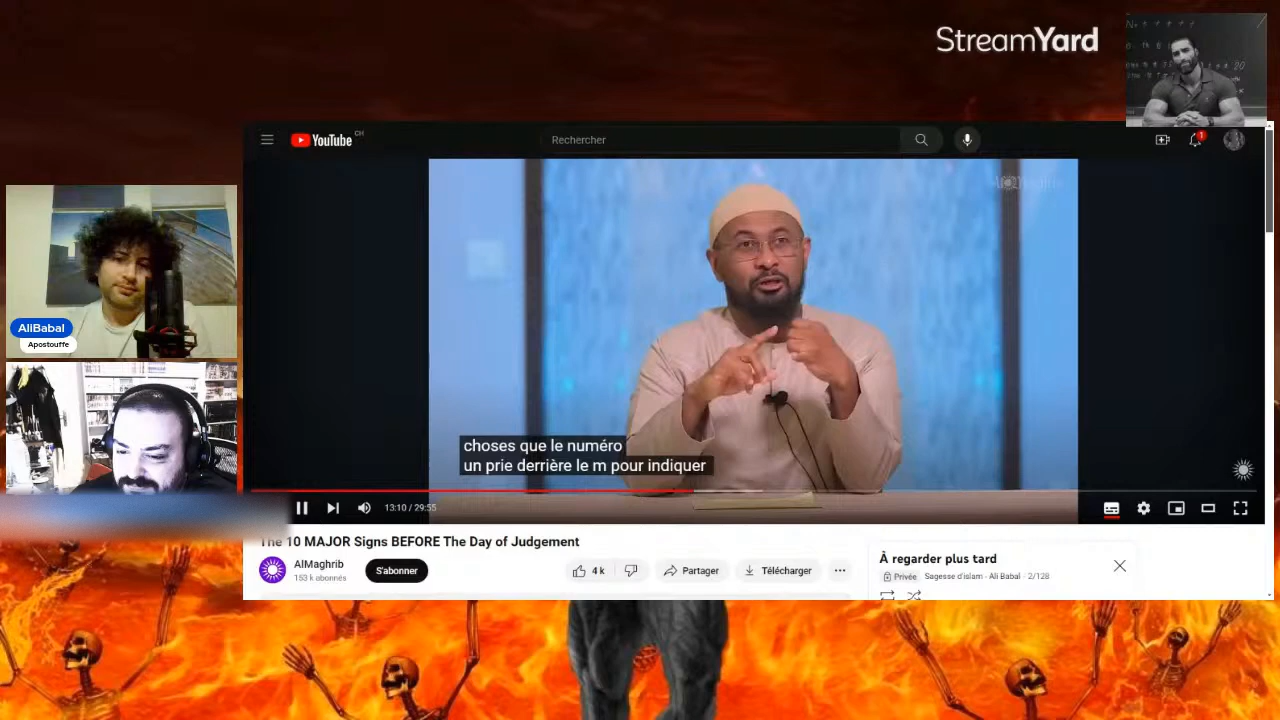 StreamYard
YouTube CH
Rechercher
1
AliBabal
Apostouffe
choses que le numéro
un prie derrière le m pour indiquer
13:10 / 29:55
The 10 MAJOR Signs BEFORE The Day of Judgement
AlMaghrib
153 k abonnés
S'abonner
4 k
Partager
Télécharger
À regarder plus tard
Privée
Sagesse d'islam - Ali Babal - 2/128